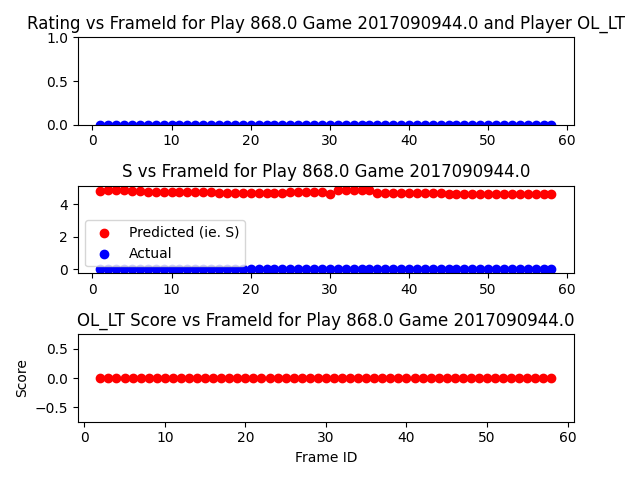 Rating vs FrameId for Play 868.0 Game 2017090944.0 and Player OL_LT
1.0
0.5
0.0
0 10 20 30 40 50 60
S vs FrameId for Play 868.0 Game 2017090944.0
4
2
0
Predicted (ie. S)
Actual
0 10 20 30 40 50 60
OL_LT Score vs FrameId for Play 868.0 Game 2017090944.0
Score
0.5
0.0
−0.5
0 10 20 30 40 50 60
Frame ID